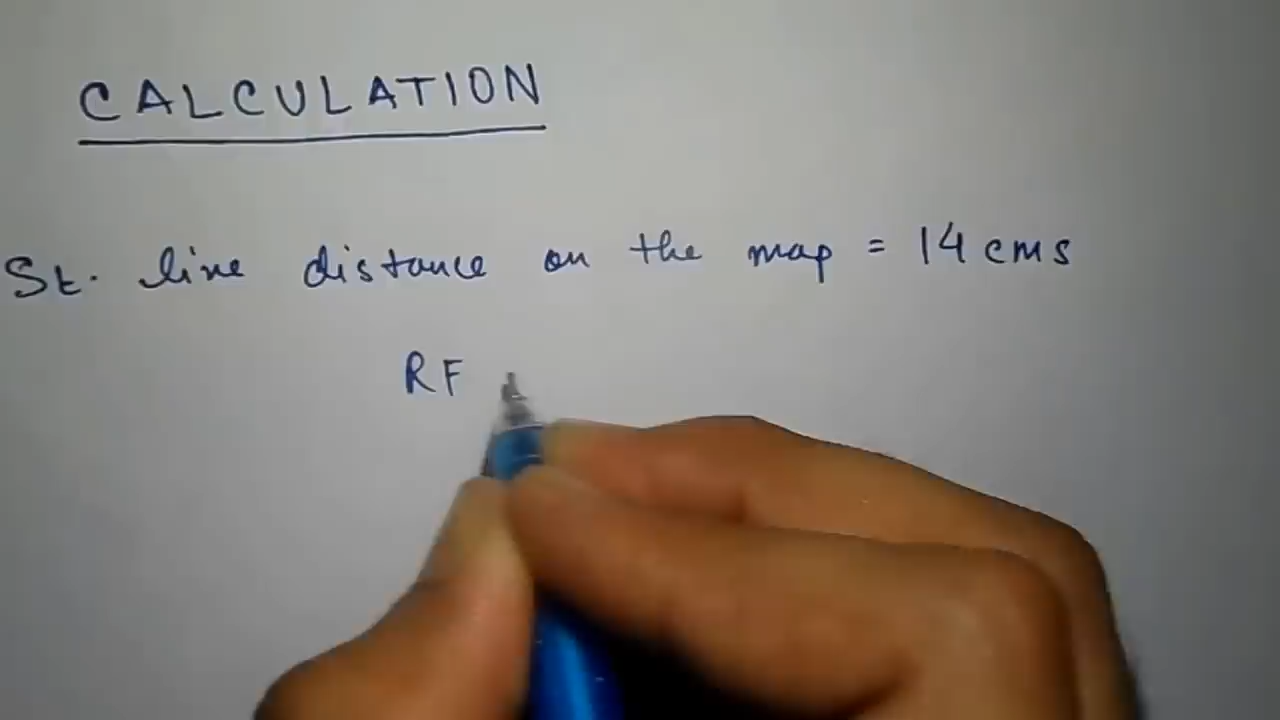 CALCULATION
St. line distance on the map = 14 cms
RF